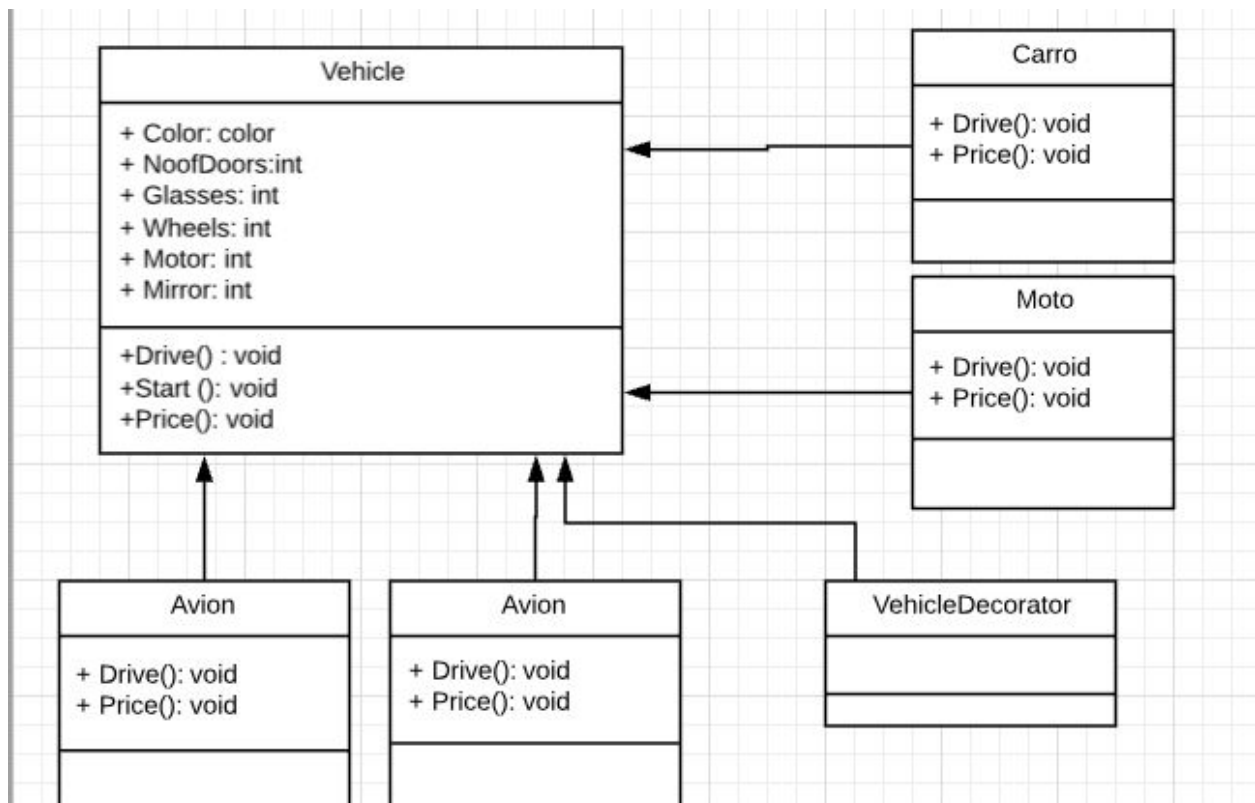 Vehicle
+ Color: color
+ NoofDoors:int
+ Glasses: int
+ Wheels: int
+ Motor: int
+ Mirror: int
+Drive() : void
+Start (): void
+Price(): void
Carro
+ Drive(): void
+ Price(): void
Moto
+ Drive(): void
+ Price(): void
Avion
+ Drive(): void
+ Price(): void
Avion
+ Drive(): void
+ Price(): void
VehicleDecorator